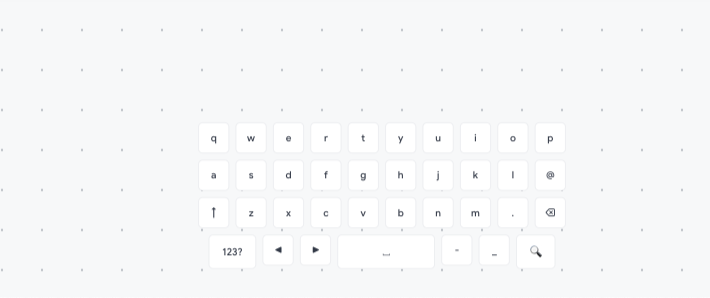 q w e r t y u i o p
a s d f g h j k l @
↑ z x c v b n m . ⌫
123? ◀ ▶ ⎵ - _ 🔍